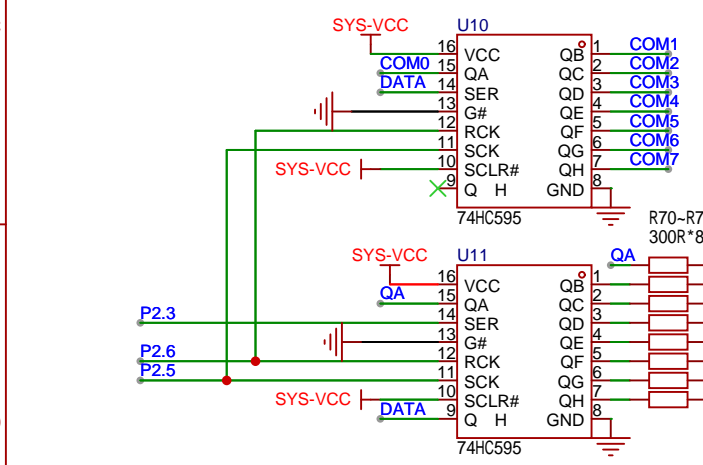 SYS-VCC
U10
16 VCC QB 1 COM1
COM0 15 QA QC 2 COM2
DATA 14 SER QD 3 COM3
13 G# QE 4 COM4
12 RCK QF 5 COM5
11 SCK QG 6 COM6
SYS-VCC 10 SCLR# QH 7 COM7
9 Q H GND 8
74HC595
R70~R7
300R*8
SYS-VCC
U11
QA
16 VCC QB 1
QA 15 QA QC 2
P2.3 14 SER QD 3
13 G# QE 4
P2.6 12 RCK QF 5
P2.5 11 SCK QG 6
SYS-VCC 10 SCLR# QH 7
DATA 9 Q H GND 8
74HC595